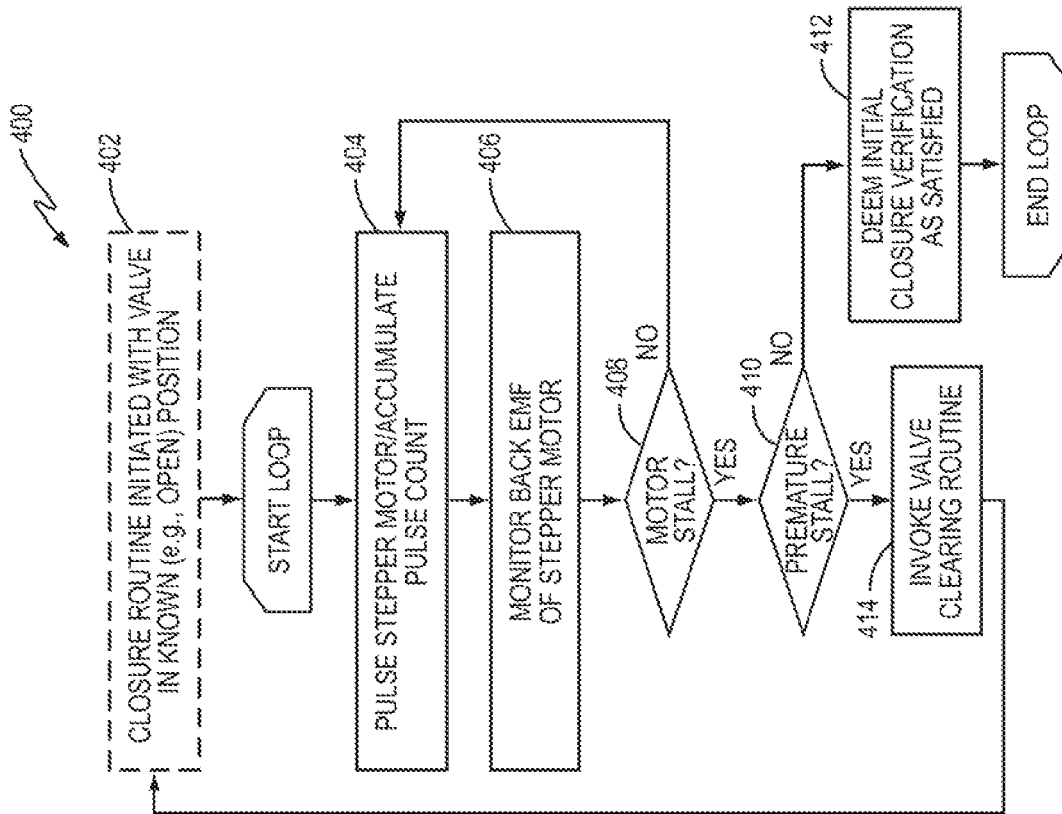 400
402
CLOSURE ROUTINE INITIATED WITH VALVE
IN KNOWN (e.g., OPEN) POSITION
START LOOP
404
PULSE STEPPER MOTOR/ACCUMULATE
PULSE COUNT
406
MONITOR BACK EMF
OF STEPPER MOTOR
408
MOTOR
STALL?
NO
YES
410
PREMATURE
STALL?
NO
YES
412
DEEM INITIAL
CLOSURE VERIFICATION
AS SATISFIED
END LOOP
414
INVOKE VALVE
CLEARING ROUTINE